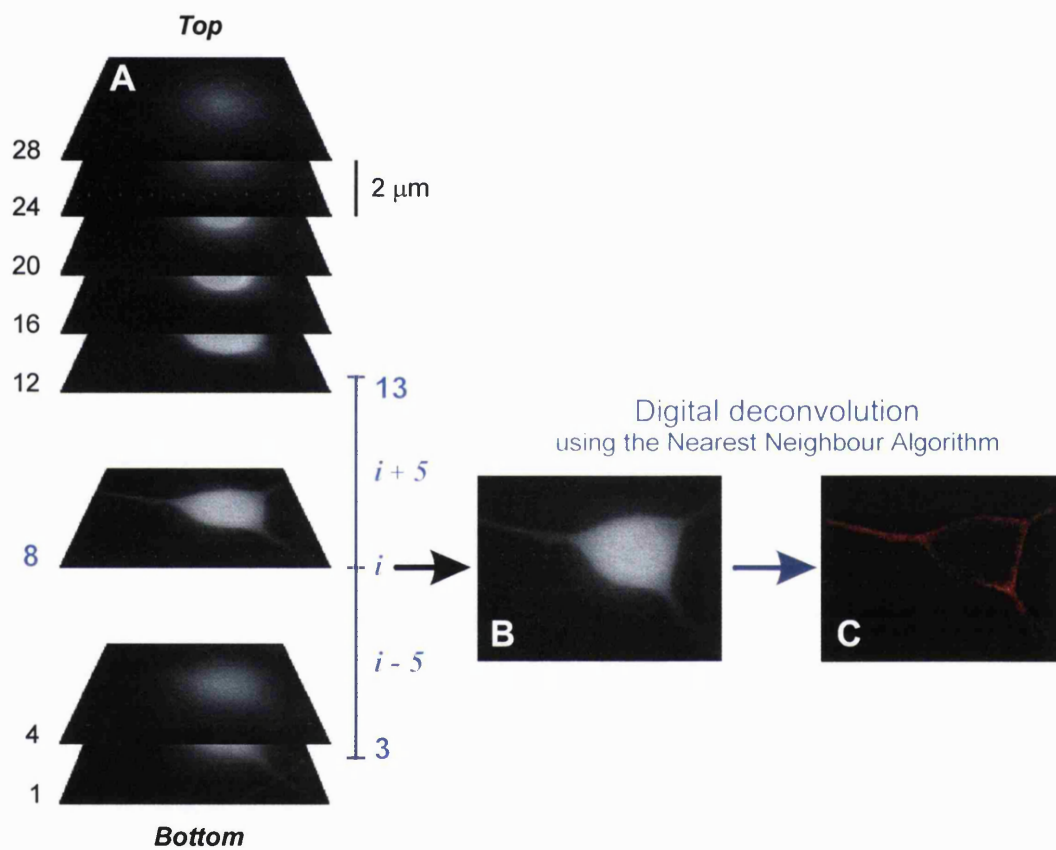 Top
A
28
24
2 μm
20
16
12
13
Digital deconvolution
using the Nearest Neighbour Algorithm
i + 5
8
i
B
C
i - 5
4
3
1
Bottom